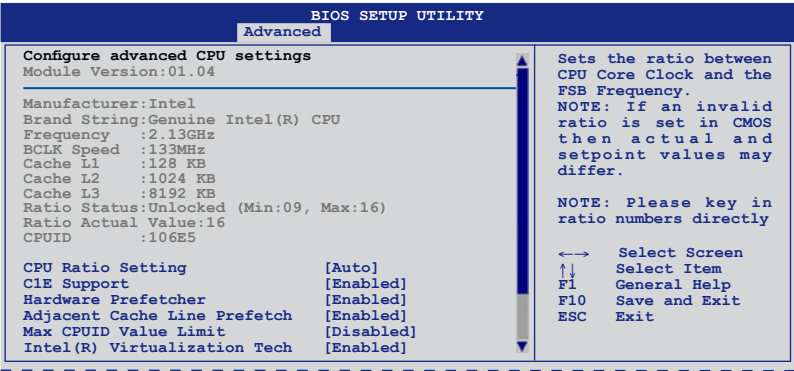 BIOS SETUP UTILITY
Advanced
Configure advanced CPU settings
Module Version:01.04
Manufacturer:Intel
Brand String:Genuine Intel(R) CPU
Frequency :2.13GHz
BCLK Speed :133MHz
Cache L1 :128 KB
Cache L2 :1024 KB
Cache L3 :8192 KB
Ratio Status:Unlocked (Min:09, Max:16)
Ratio Actual Value:16
CPUID :106E5
CPU Ratio Setting [Auto]
C1E Support [Enabled]
Hardware Prefetcher [Enabled]
Adjacent Cache Line Prefetch [Enabled]
Max CPUID Value Limit [Disabled]
Intel(R) Virtualization Tech [Enabled]
Sets the ratio between
CPU Core Clock and the
FSB Frequency.
NOTE: If an invalid
ratio is set in CMOS
then actual and
setpoint values may
differ.
NOTE: Please key in
ratio numbers directly
←→ Select Screen
↑↓ Select Item
F1 General Help
F10 Save and Exit
ESC Exit